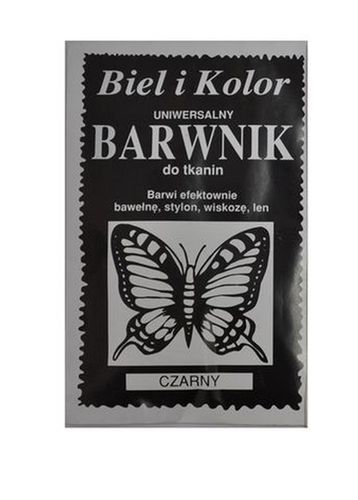 Biel i Kolor
UNIWERSALNY
BARWNIK
do tkanin
Barwi efektownie
bawełnę, stylon, wiskozę, len
CZARNY